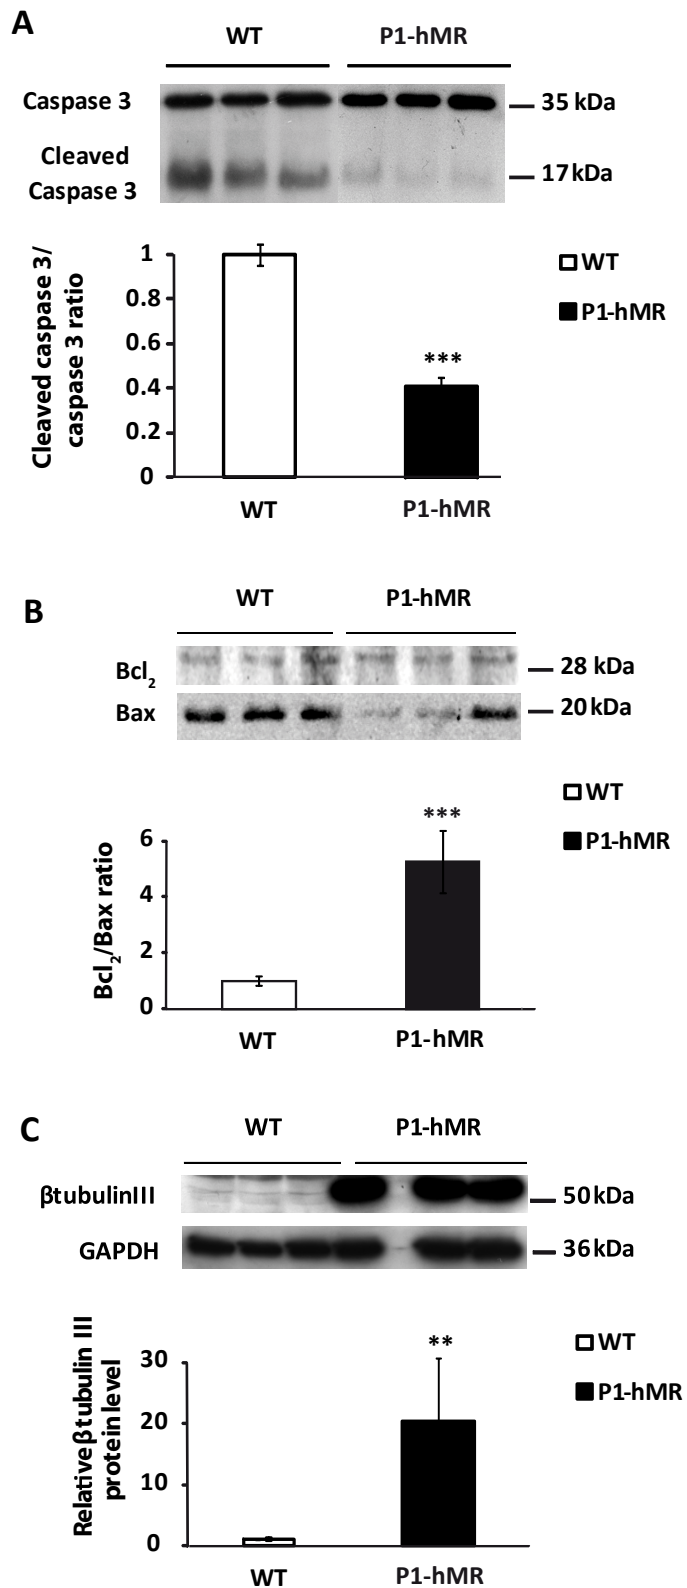 A
WT P1-hMR
Caspase 3 35 kDa
Cleaved
Caspase 3 17kDa
Cleaved caspase 3/
caspase 3 ratio
1
0.8
0.6
0.4
0.2
0
***
WT P1-hMR
WT
P1-hMR
B
WT P1-hMR
Bcl2 28 kDa
Bax 20kDa
Bcl2/Bax ratio
6
4
2
0
***
WT P1-hMR
WT
P1-hMR
C
WT P1-hMR
βtubulinIII 50kDa
GAPDH 36kDa
Relative βtubulin III
protein level
30
20
10
0
**
WT P1-hMR
WT
P1-hMR